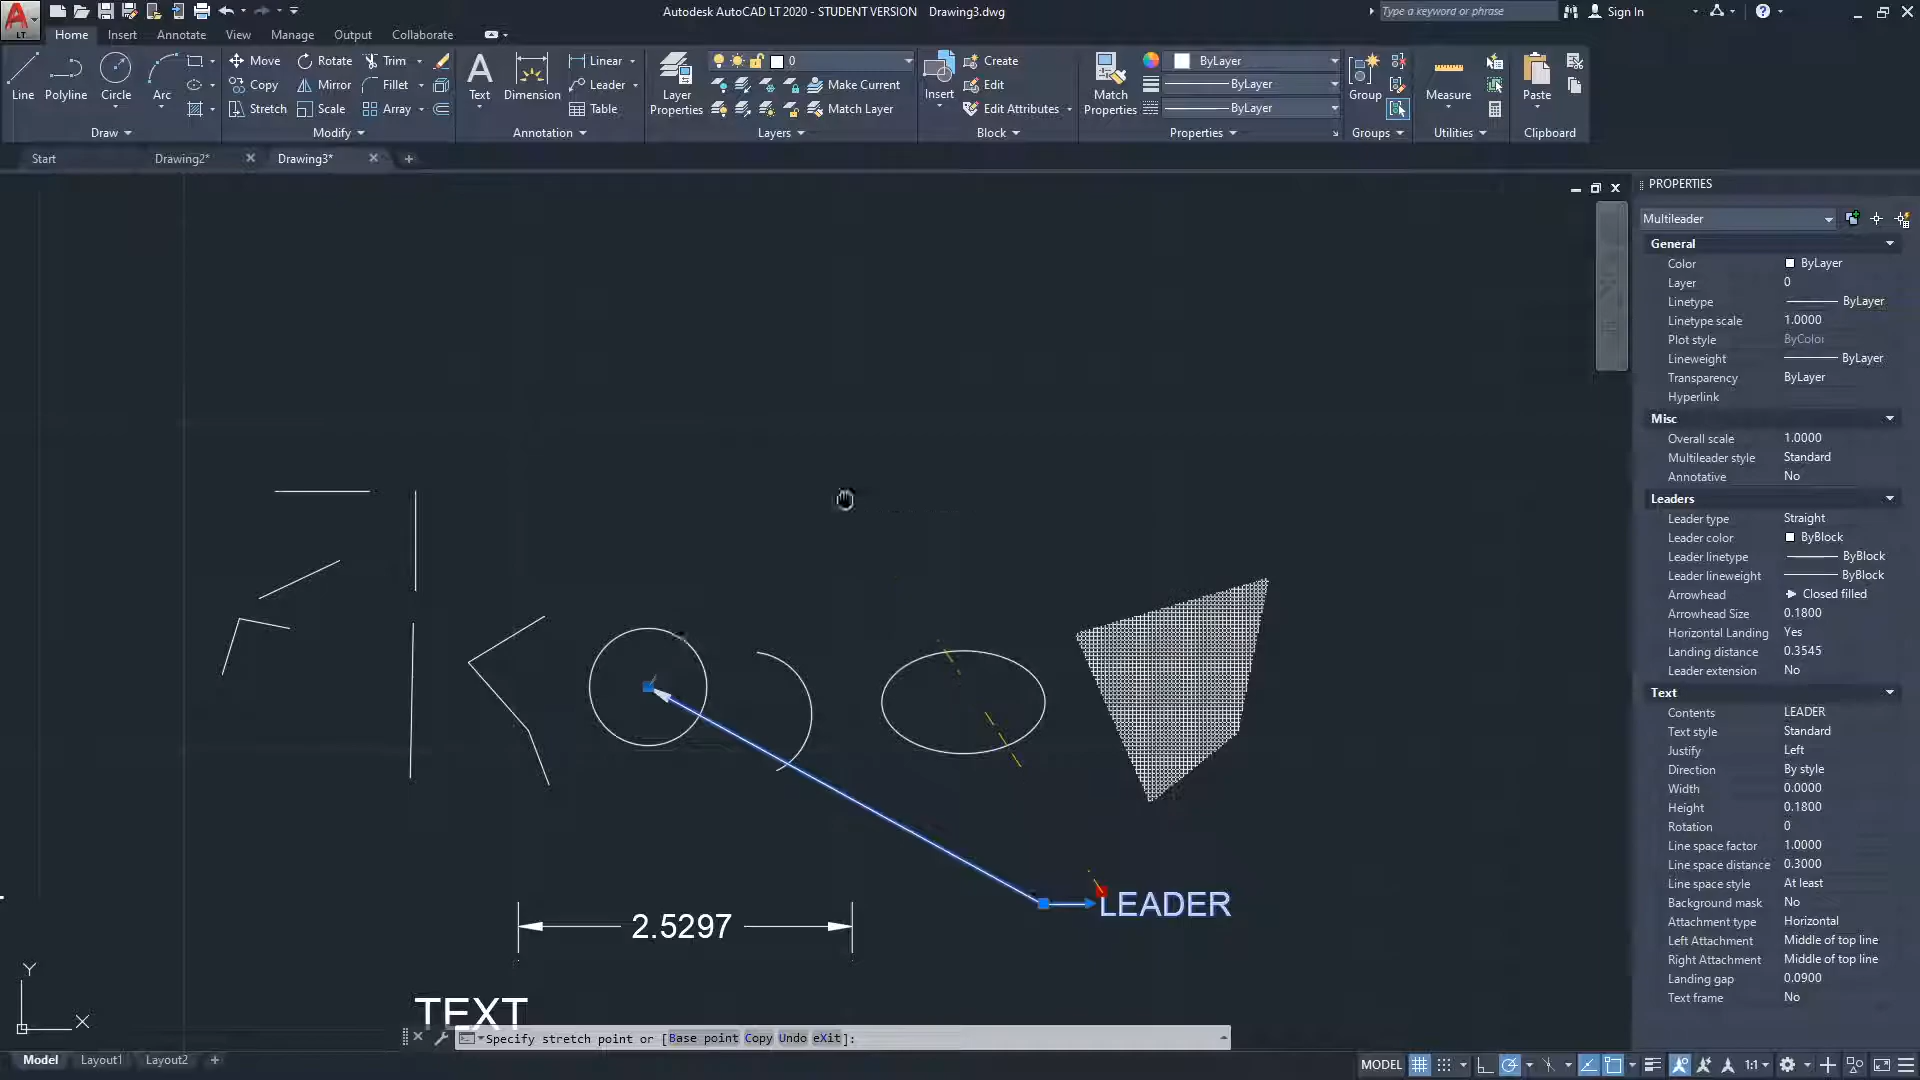 Autodesk AutoCAD LT 2020 - STUDENT VERSION Drawing3.dwg
Type a keyword or phrase
Sign In
LT
Home Insert Annotate View Manage Output Collaborate
Line Polyline Circle Arc
Draw
Move Rotate Trim
Copy Mirror Fillet
Stretch Scale Array
Modify
Text Dimension
Linear
Leader
Table
Annotation
Layer Properties
0
Make Current
Match Layer
Layers
Insert
Create
Edit
Edit Attributes
Block
Match Properties
ByLayer
ByLayer
ByLayer
Properties
Group
Groups
Measure
Utilities
Paste
Clipboard
Start Drawing2* Drawing3*
2.5297
LEADER
TEXT
Y
X
Specify stretch point or [Base point Copy Undo eXit]:
Model Layout1 Layout2
MODEL 1:1
PROPERTIES
Multileader
General
Color ByLayer
Layer 0
Linetype ByLayer
Linetype scale 1.0000
Plot style ByColor
Lineweight ByLayer
Transparency ByLayer
Hyperlink
Misc
Overall scale 1.0000
Multileader style Standard
Annotative No
Leaders
Leader type Straight
Leader color ByBlock
Leader linetype ByBlock
Leader lineweight ByBlock
Arrowhead Closed filled
Arrowhead Size 0.1800
Horizontal Landing Yes
Landing distance 0.3545
Leader extension No
Text
Contents LEADER
Text style Standard
Justify Left
Direction By style
Width 0.0000
Height 0.1800
Rotation 0
Line space factor 1.0000
Line space distance 0.3000
Line space style At least
Background mask No
Attachment type Horizontal
Left Attachment Middle of top line
Right Attachment Middle of top line
Landing gap 0.0900
Text frame No